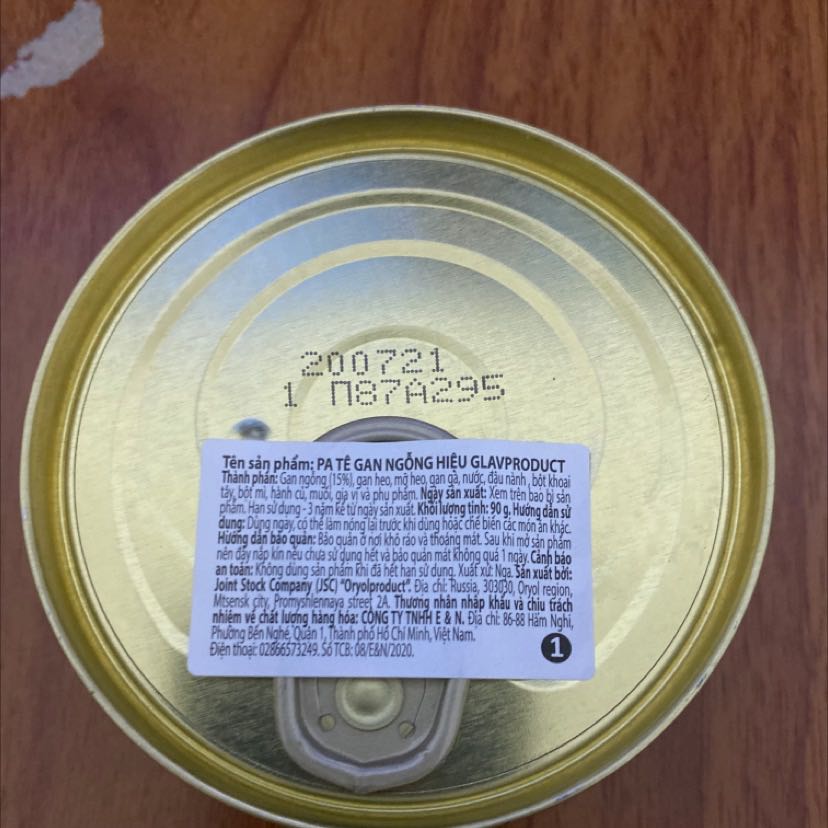 200721
1 П87А295
Tên sản phẩm: PA TÊ GAN NGỖNG HIỆU GLAVPRODUCT
Thành phần: Gan ngỗng (15%), gan heo, mỡ heo, gan gà, nước, đậu nành, bột khoai
tây, bột mì, hành củ, muối, gia vị và phụ phẩm. Ngày sản xuất: Xem trên bao bì sản
phẩm. Hạn sử dụng - 3 năm kể từ ngày sản xuất. Khối lượng tịnh: 90 g. Hướng dẫn sử
dụng: Dùng ngay, có thể làm nóng lại trước khi dùng hoặc chế biến các món ăn khác.
Hướng dẫn bảo quản: Bảo quản ở nơi khô ráo và thoáng mát. Sau khi mở sản phẩm
nên đậy nắp kín nếu chưa sử dụng hết và bảo quản mát không quá 1 ngày. Cảnh báo
an toàn: Không dùng sản phẩm khi đã hết hạn sử dụng. Xuất xứ: Nga. Sản xuất bởi:
Joint Stock Company (JSC) "Oryolproduct". Địa chỉ: Russia, 303030, Oryol region,
Mtsensk city, Promyshlennaya street 2A. Thương nhân nhập khẩu và chịu trách
nhiệm về chất lượng hàng hóa: CÔNG TY TNHH E & N. Địa chỉ: 86-88 Hàm Nghi,
Phường Bến Nghé, Quận 1, Thành phố Hồ Chí Minh, Việt Nam.
Điện thoại: 02866573249. Số TCB: 08/E&N/2020.
1